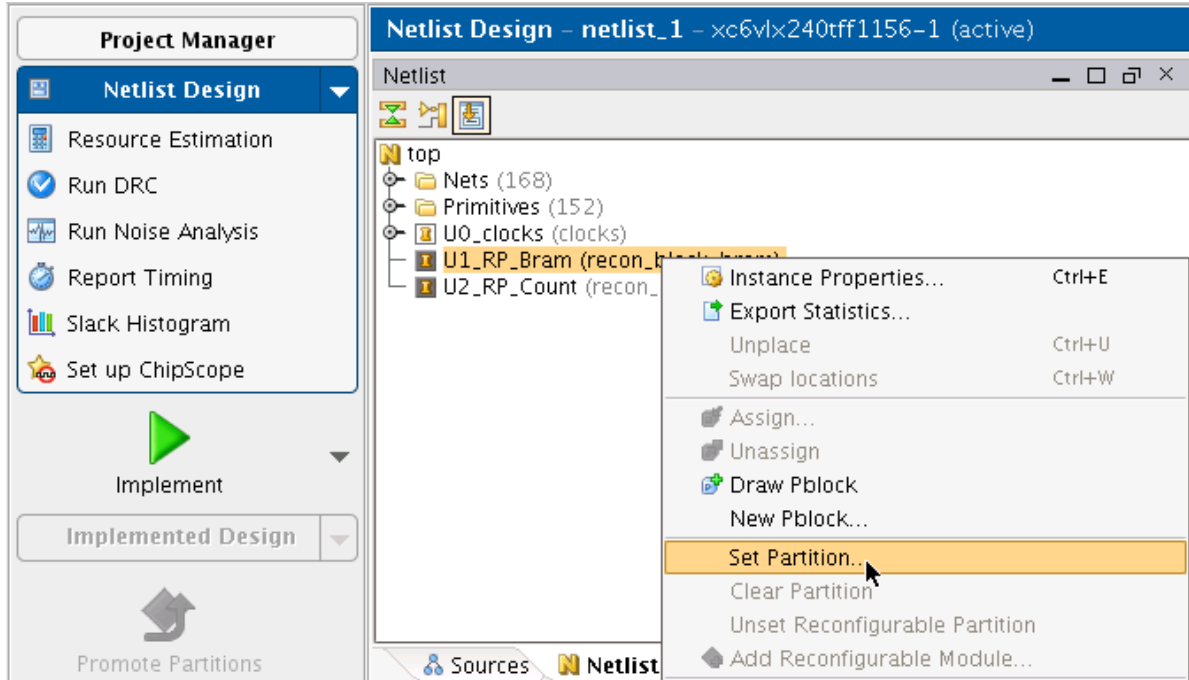 Project Manager
Netlist Design
Resource Estimation
Run DRC
Run Noise Analysis
Report Timing
Slack Histogram
Set up ChipScope
Implement
Implemented Design
Promote Partitions
Netlist Design - netlist_1 - xc6vlx240tff1156-1 (active)
Netlist
top
Nets (168)
Primitives (152)
U0_clocks (clocks)
U1_RP_Bram (recon_block_bram)
U2_RP_Count (recon_
Instance Properties... Ctrl+E
Export Statistics...
Unplace Ctrl+U
Swap locations Ctrl+W
Assign...
Unassign
Draw Pblock
New Pblock...
Set Partition...
Clear Partition
Unset Reconfigurable Partition
Add Reconfigurable Module...
Sources Netlist